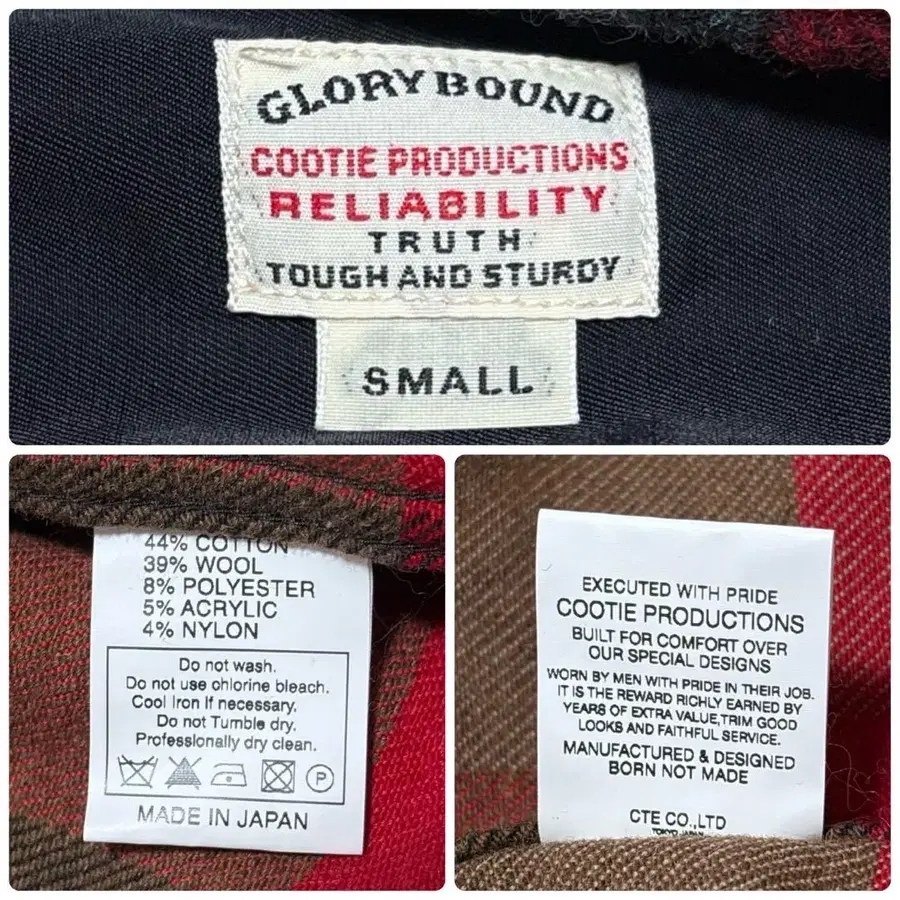 GLORY BOUND
COOTIE PRODUCTIONS
RELIABILITY
TRUTH
TOUGH AND STURDY
SMALL
44% COTTON
39% WOOL
8% POLYESTER
5% ACRYLIC
4% NYLON
Do not wash.
Do not use chlorine bleach.
Cool Iron if necessary.
Do not Tumble dry.
Professionally dry clean.
P
MADE IN JAPAN
EXECUTED WITH PRIDE
COOTIE PRODUCTIONS
BUILT FOR COMFORT OVER
OUR SPECIAL DESIGNS
WORN BY MEN WITH PRIDE IN THEIR JOB.
IT IS THE REWARD RICHLY EARNED BY
YEARS OF EXTRA VALUE,TRIM GOOD
LOOKS AND FAITHFUL SERVICE.
MANUFACTURED & DESIGNED
BORN NOT MADE
CTE CO.,LTD
TOKYO JAPAN